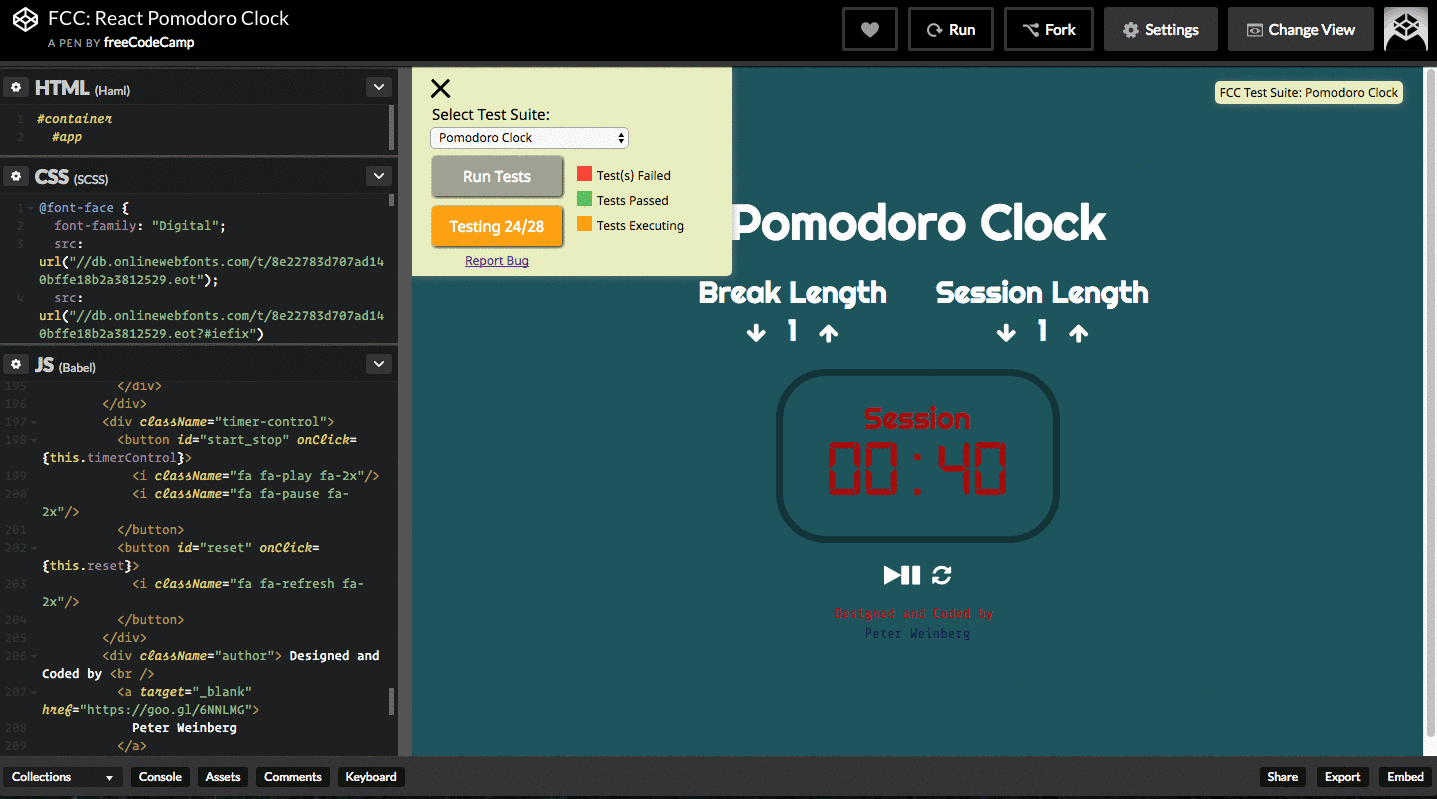 FCC: React Pomodoro Clock
A PEN BY freeCodeCamp
Run
Fork
Settings
Change View
HTML (Haml)
1 #container
2 #app
CSS (SCSS)
1 @font-face {
2 font-family: "Digital";
3 src:
url("//db.onlinewebfonts.com/t/8e22783d707ad14
0bffe18b2a3812529.eot");
4 src:
url("//db.onlinewebfonts.com/t/8e22783d707ad14
0bffe18b2a3812529.eot?#iefix")
JS (Babel)
195 </div>
196 </div>
197 <div className="timer-control">
198 <button id="start_stop" onClick=
{this.timerControl}>
199 <i className="fa fa-play fa-2x"/>
200 <i className="fa fa-pause fa-
2x"/>
201 </button>
202 <button id="reset" onClick=
{this.reset}>
203 <i className="fa fa-refresh fa-
2x"/>
204 </button>
205 </div>
206 <div className="author"> Designed and
Coded by <br />
207 <a target="_blank"
href="https://goo.gl/6NNLMG">
208 Peter Weinberg
209 </a>
Select Test Suite:
Pomodoro Clock
Run Tests
Testing 24/28
Report Bug
Test(s) Failed
Tests Passed
Tests Executing
FCC Test Suite: Pomodoro Clock
Pomodoro Clock
Break Length
1
Session Length
1
Session
00:40
Designed and Coded by
Peter Weinberg
Collections
Console
Assets
Comments
Keyboard
Share
Export
Embed